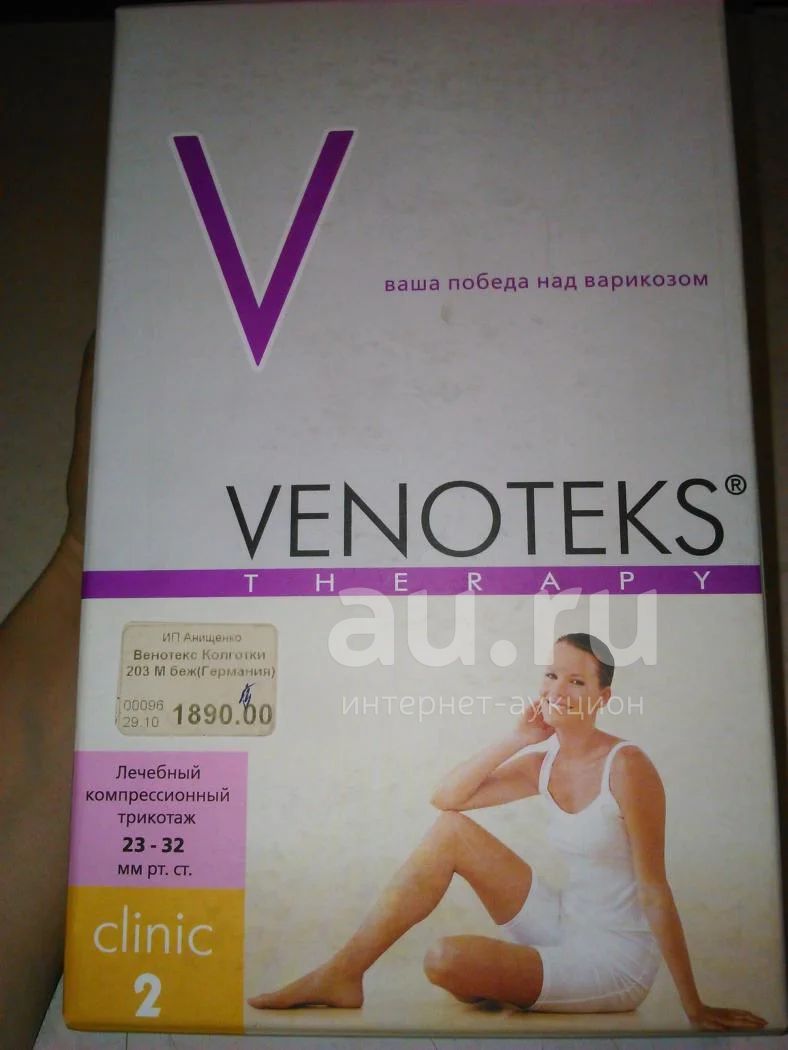 V
ваша победа над варикозом
VENOTEKS®
THERAPY
au.ru
интернет-аукцион
ИП Анищенко
Венотекс Колготки
203 М беж(Германия)
00096
29.10
1890.00
Лечебный
компрессионный
трикотаж
23 - 32
мм рт. ст.
clinic
2